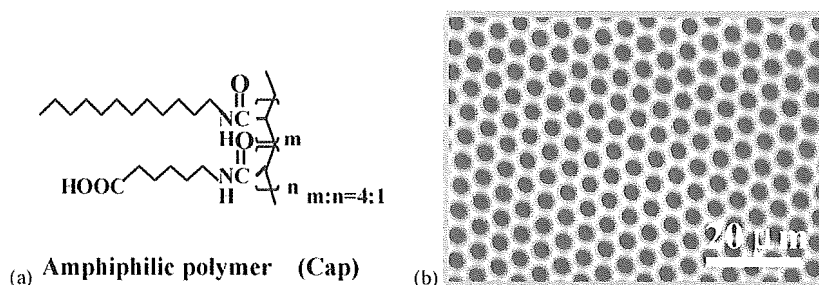 O
NC
H
m
O
HOOC
NC
H
n
m:n=4:1
20 μm
(a) Amphiphilic polymer (Cap)
(b)